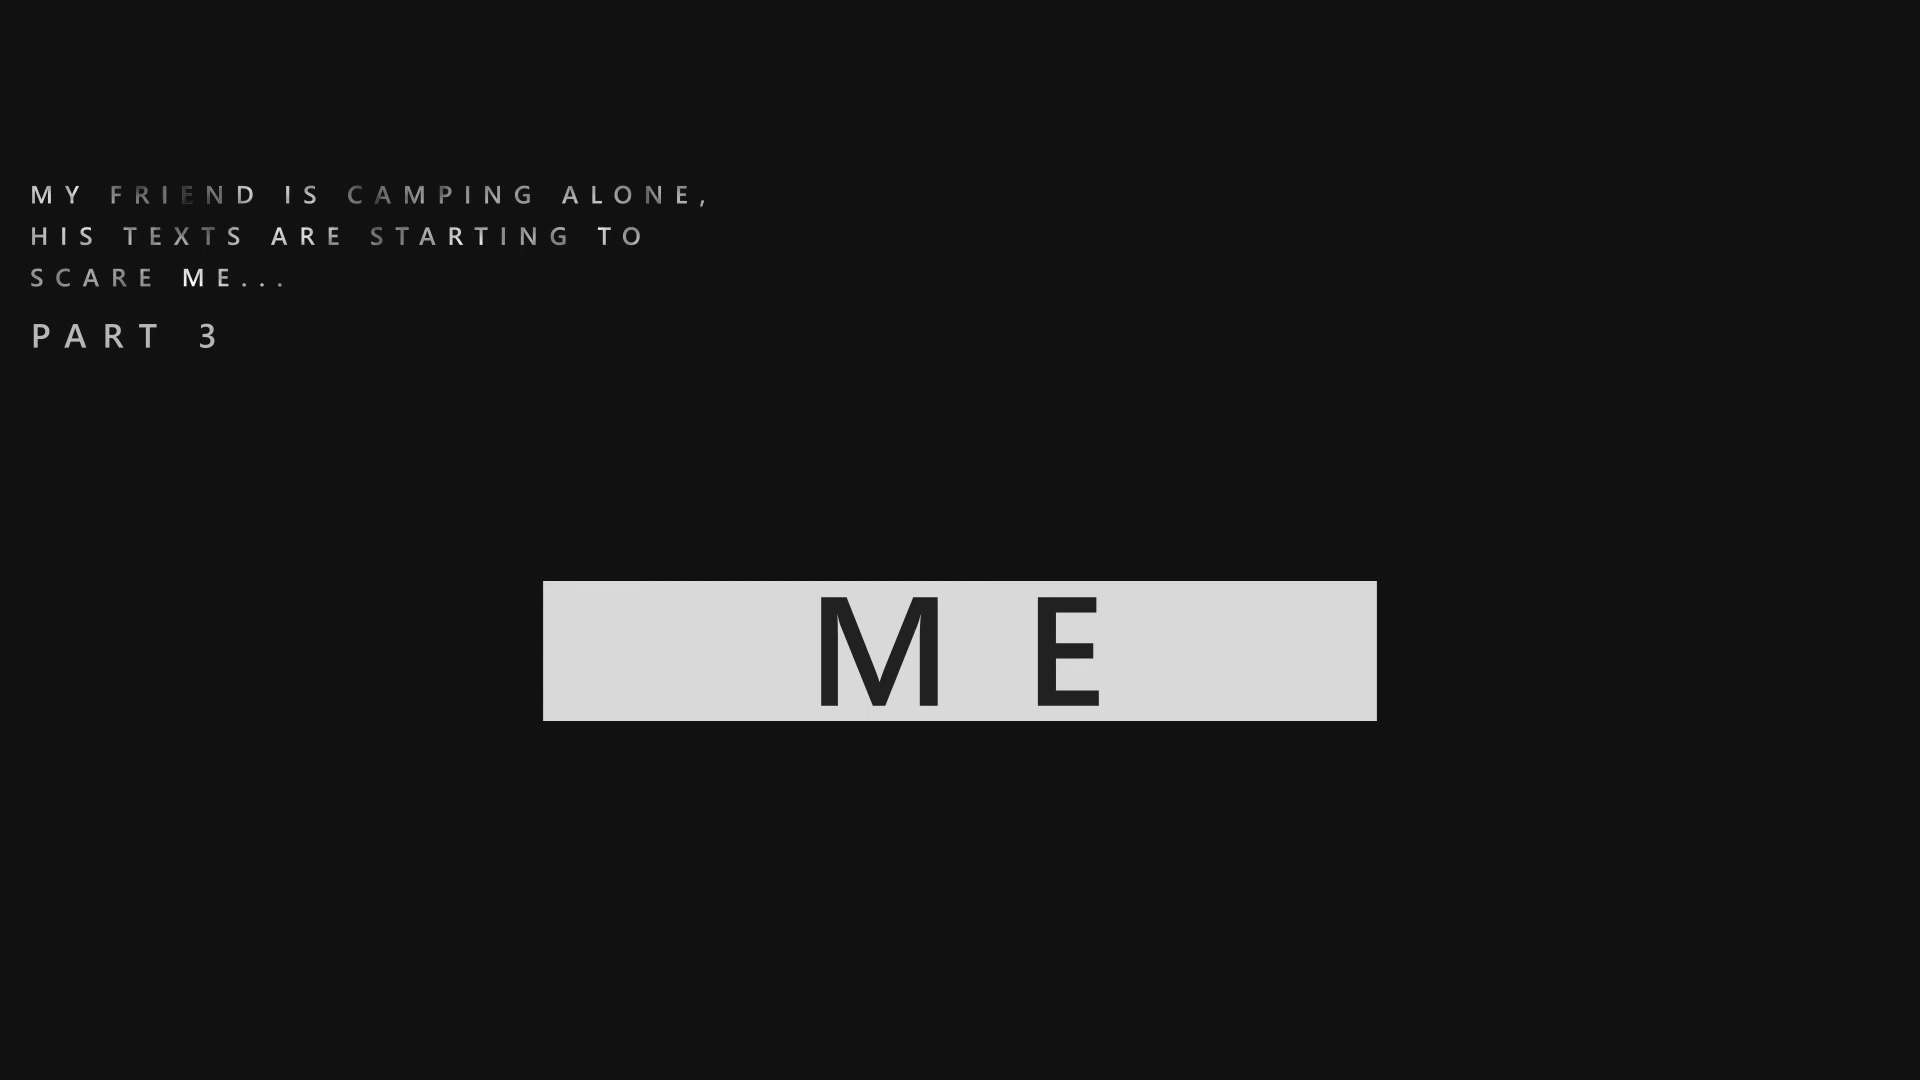 MY FRIEND IS CAMPING ALONE,
HIS TEXTS ARE STARTING TO
SCARE ME...
PART 3
ME